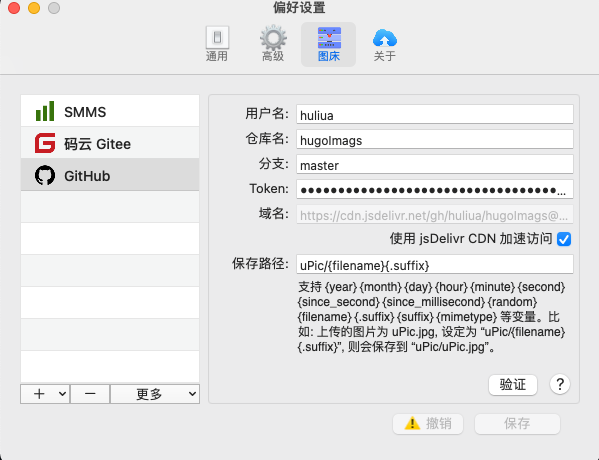 偏好设置
通用
高级
图床
关于
SMMS
码云 Gitee
GitHub
用户名:
huliua
仓库名:
hugoImags
分支:
master
Token:
●●●●●●●●●●●●●●●●●●●●●●●●●●●●●●●●●●...
域名:
https://cdn.jsdelivr.net/gh/huliua/hugoImags@...
使用 jsDelivr CDN 加速访问
保存路径:
uPic/{filename}{.suffix}
支持 {year} {month} {day} {hour} {minute} {second}
{since_second} {since_millisecond} {random}
{filename} {.suffix} {suffix} {mimetype} 等变量。比
如: 上传的图片为 uPic.jpg, 设定为 “uPic/{filename}
{.suffix}”, 则会保存到 “uPic/uPic.jpg”。
更多
验证
?
撤销
保存